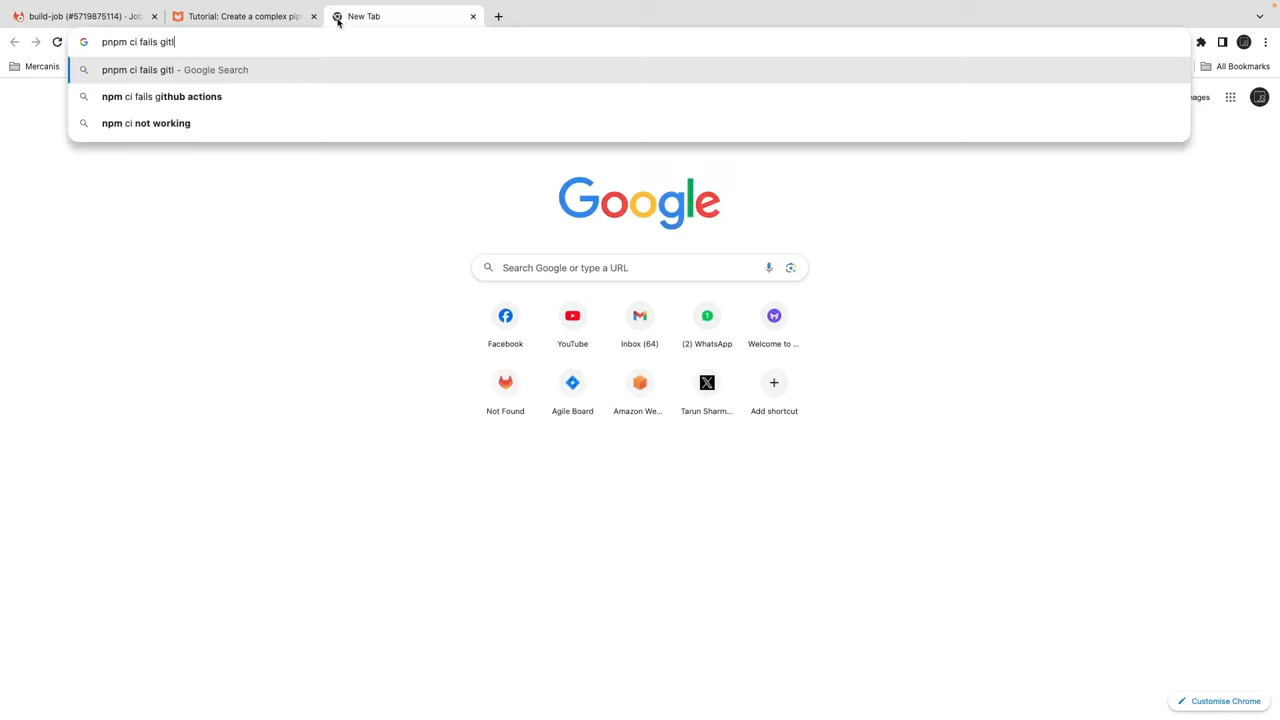 build-job (#5719875114) · Job
Tutorial: Create a complex pip
New Tab
pnpm ci fails gitl
Mercanis
All Bookmarks
pnpm ci fails gitl - Google Search
npm ci fails github actions
npm ci not working
mages
Google
Search Google or type a URL
Facebook
YouTube
Inbox (64)
(2) WhatsApp
Welcome to ...
Not Found
Agile Board
Amazon We...
Tarun Sharm...
Add shortcut
Customise Chrome